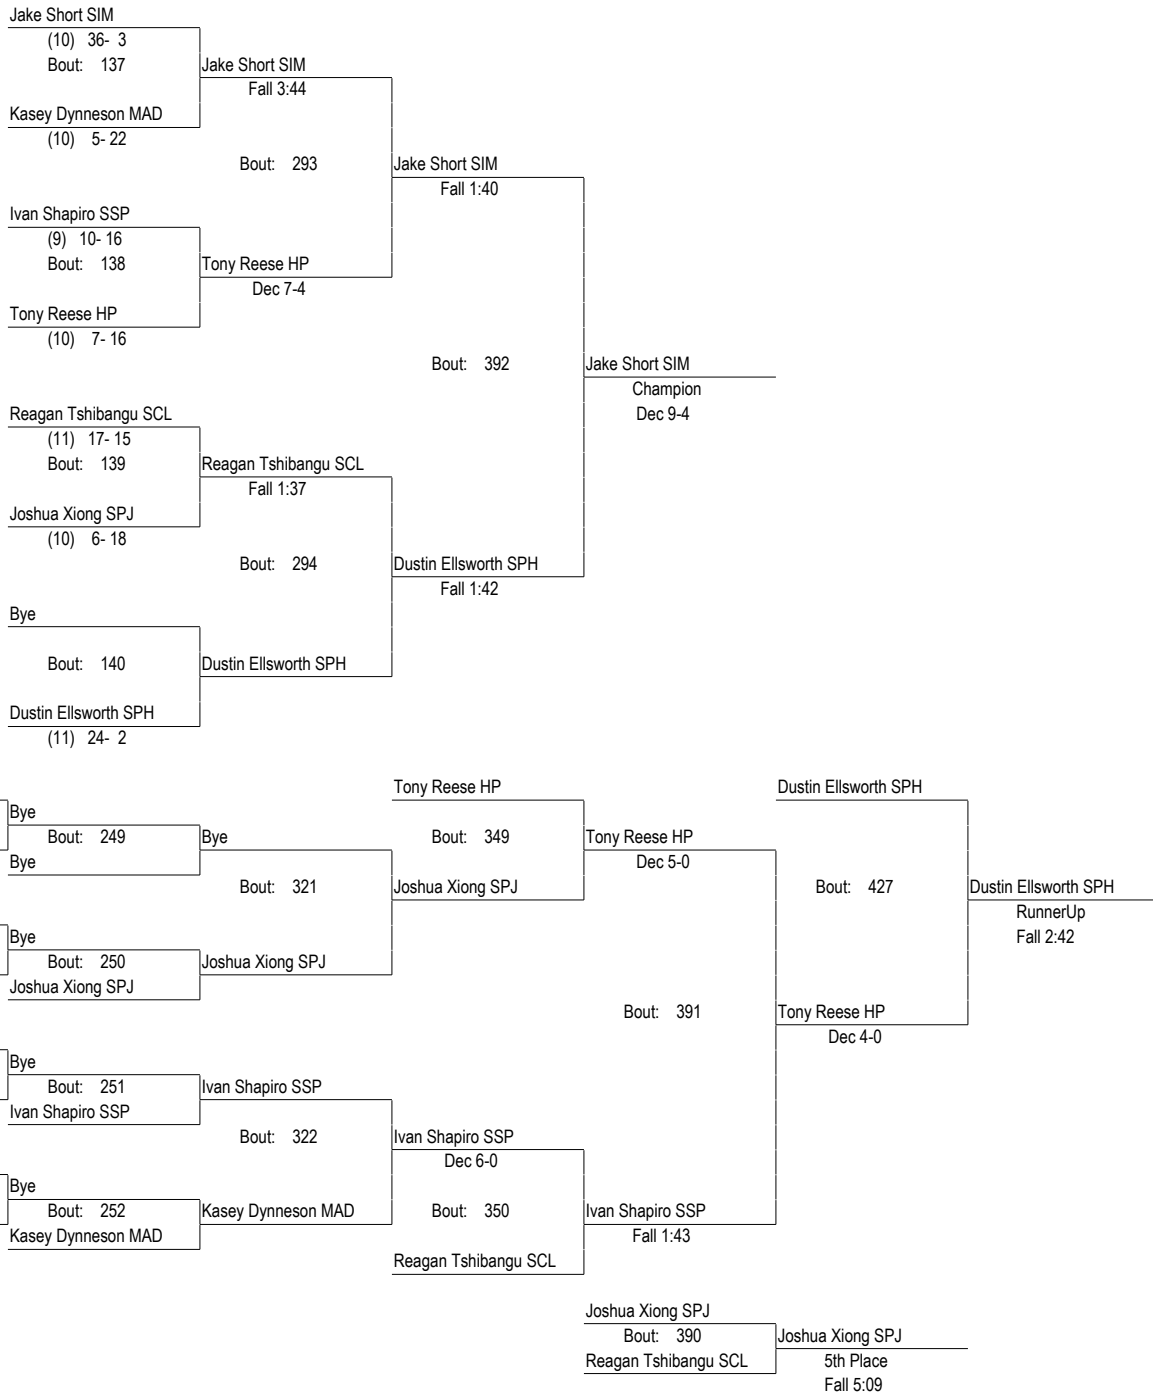 Jake Short SIM
(10) 36- 3
Bout: 137
Jake Short SIM
Fall 3:44
Kasey Dynneson MAD
(10) 5- 22
Bout: 293
Jake Short SIM
Fall 1:40
Ivan Shapiro SSP
(9) 10- 16
Bout: 138
Tony Reese HP
Dec 7-4
Tony Reese HP
(10) 7- 16
Bout: 392
Jake Short SIM
Champion
Dec 9-4
Reagan Tshibangu SCL
(11) 17- 15
Bout: 139
Reagan Tshibangu SCL
Fall 1:37
Joshua Xiong SPJ
(10) 6- 18
Bout: 294
Dustin Ellsworth SPH
Fall 1:42
Bye
Bout: 140
Dustin Ellsworth SPH
Dustin Ellsworth SPH
(11) 24- 2
Tony Reese HP
Dustin Ellsworth SPH
Bye
Bout: 249
Bye
Bout: 349
Tony Reese HP
Bye
Dec 5-0
Bout: 321
Joshua Xiong SPJ
Bout: 427
Dustin Ellsworth SPH
RunnerUp
Fall 2:42
Bye
Bout: 250
Joshua Xiong SPJ
Joshua Xiong SPJ
Bout: 391
Tony Reese HP
Dec 4-0
Bye
Bout: 251
Ivan Shapiro SSP
Ivan Shapiro SSP
Bout: 322
Ivan Shapiro SSP
Dec 6-0
Bye
Bout: 252
Kasey Dynneson MAD
Bout: 350
Ivan Shapiro SSP
Kasey Dynneson MAD
Fall 1:43
Reagan Tshibangu SCL
Joshua Xiong SPJ
Bout: 390
Joshua Xiong SPJ
Reagan Tshibangu SCL
5th Place
Fall 5:09